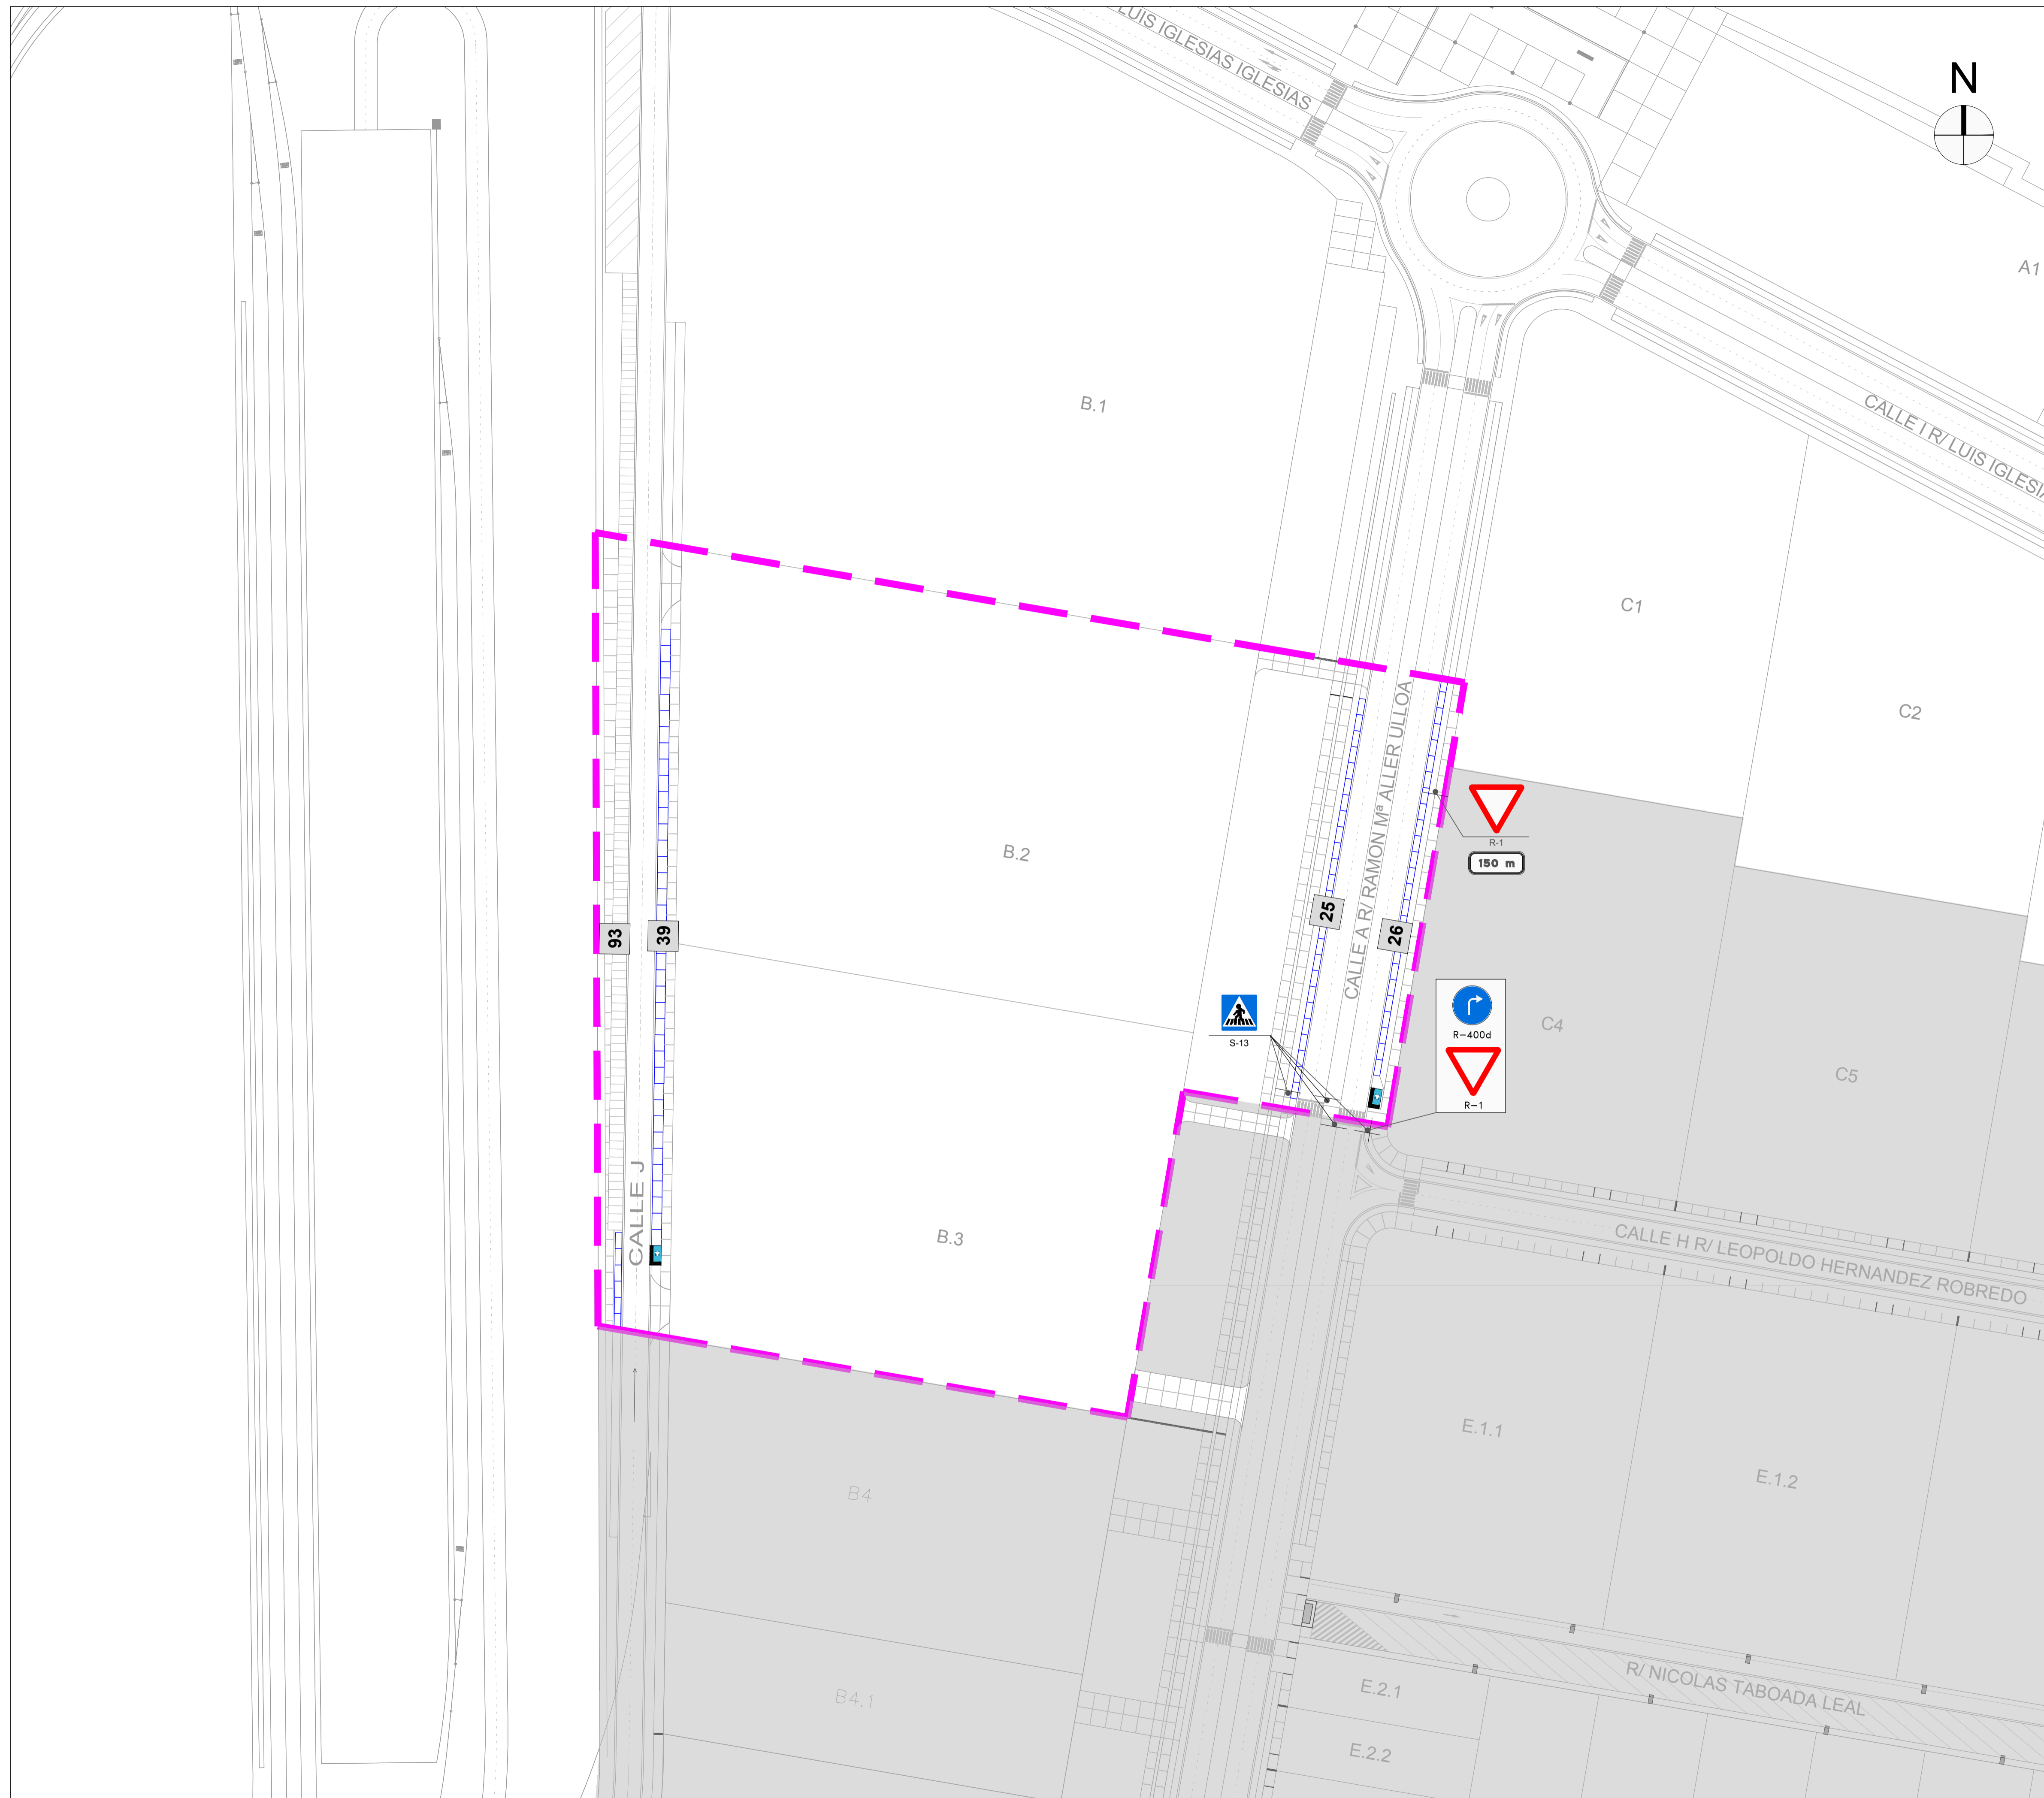 LUIS IGLESIAS IGLESIAS
N
A1
B.1
CALLE I R/ LUIS IGLESIA
C1
C2
CALLE A R/ RAMON Mª ALLER ULLOA
R-1
150 m
B.2
25
26
93
39
R-400d
R-1
S-13
C4
C5
CALLE J
B.3
CALLE H R/ LEOPOLDO HERNANDEZ ROBREDO
E.1.1
E.1.2
B4
B4.1
R/ NICOLAS TABOADA LEAL
E.2.1
E.2.2